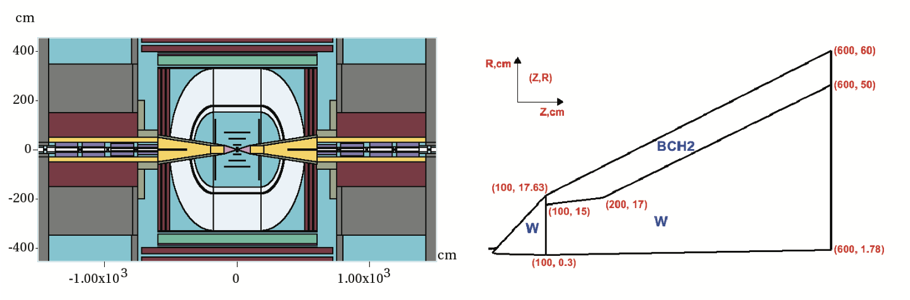 cm
400
200
0
-200
-400
cm
-1.00x10³
0
1.00x10³
R,cm
(Z,R)
Z,cm
(600, 60)
(600, 50)
BCH2
(100, 17.63)
(100, 15)
(200, 17)
W
W
(100, 0.3)
(600, 1.78)